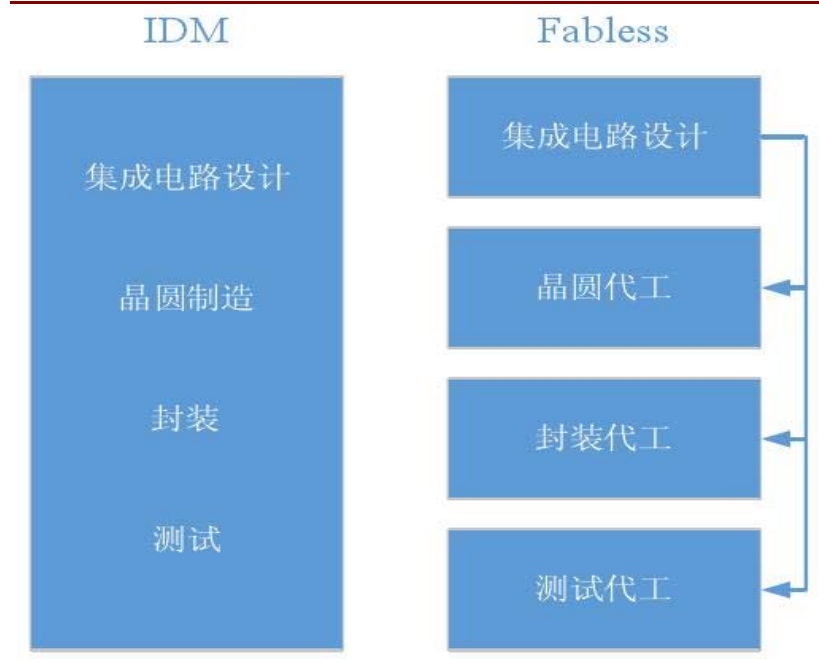 IDM
集成电路设计
晶圆制造
封装
测试
Fabless
集成电路设计
晶圆代工
封装代工
测试代工